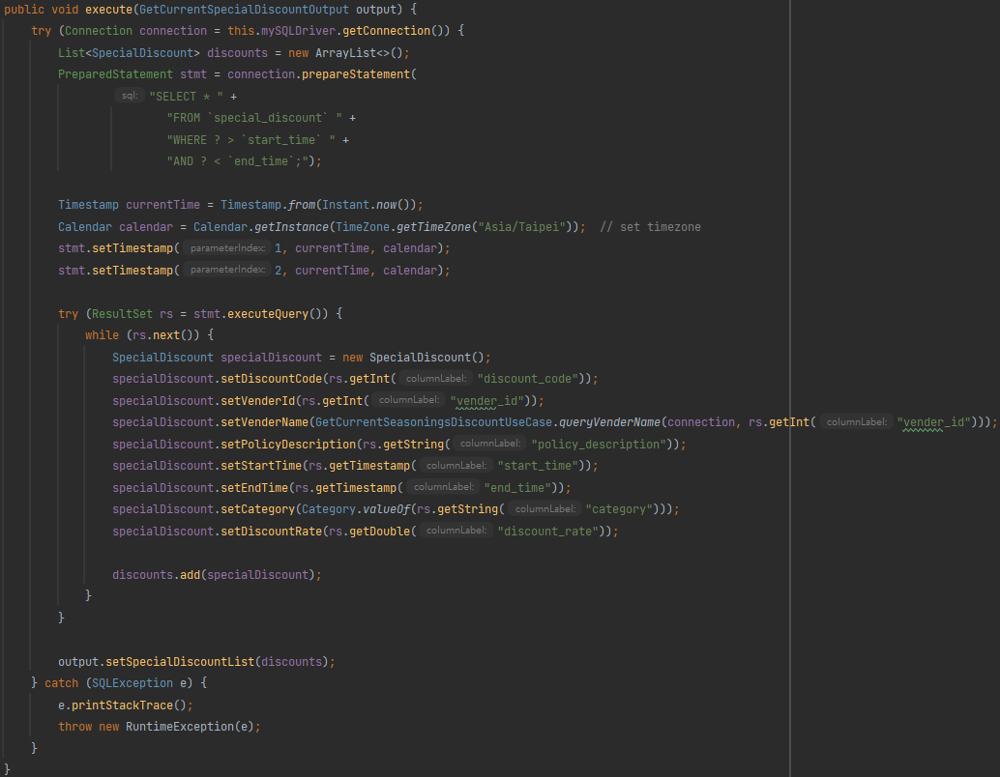 public void execute(GetCurrentSpecialDiscountOutput output) {
try (Connection connection = this.mySQLDriver.getConnection()) {
List<SpecialDiscount> discounts = new ArrayList<>();
PreparedStatement stmt = connection.prepareStatement(
sql: "SELECT * " +
"FROM `special_discount` " +
"WHERE ? > `start_time` " +
"AND ? < `end_time`;");
Timestamp currentTime = Timestamp.from(Instant.now());
Calendar calendar = Calendar.getInstance(TimeZone.getTimeZone("Asia/Taipei"));  // set timezone
stmt.setTimestamp( parameterIndex: 1, currentTime, calendar);
stmt.setTimestamp( parameterIndex: 2, currentTime, calendar);
try (ResultSet rs = stmt.executeQuery()) {
while (rs.next()) {
SpecialDiscount specialDiscount = new SpecialDiscount();
specialDiscount.setDiscountCode(rs.getInt( columnLabel: "discount_code"));
specialDiscount.setVenderId(rs.getInt( columnLabel: "vender_id"));
specialDiscount.setVenderName(GetCurrentSeasoningsDiscountUseCase.queryVenderName(connection, rs.getInt( columnLabel: "vender_id")));
specialDiscount.setPolicyDescription(rs.getString( columnLabel: "policy_description"));
specialDiscount.setStartTime(rs.getTimestamp( columnLabel: "start_time"));
specialDiscount.setEndTime(rs.getTimestamp( columnLabel: "end_time"));
specialDiscount.setCategory(Category.valueOf(rs.getString( columnLabel: "category")));
specialDiscount.setDiscountRate(rs.getDouble( columnLabel: "discount_rate"));
discounts.add(specialDiscount);
}
}
output.setSpecialDiscountList(discounts);
} catch (SQLException e) {
e.printStackTrace();
throw new RuntimeException(e);
}
}